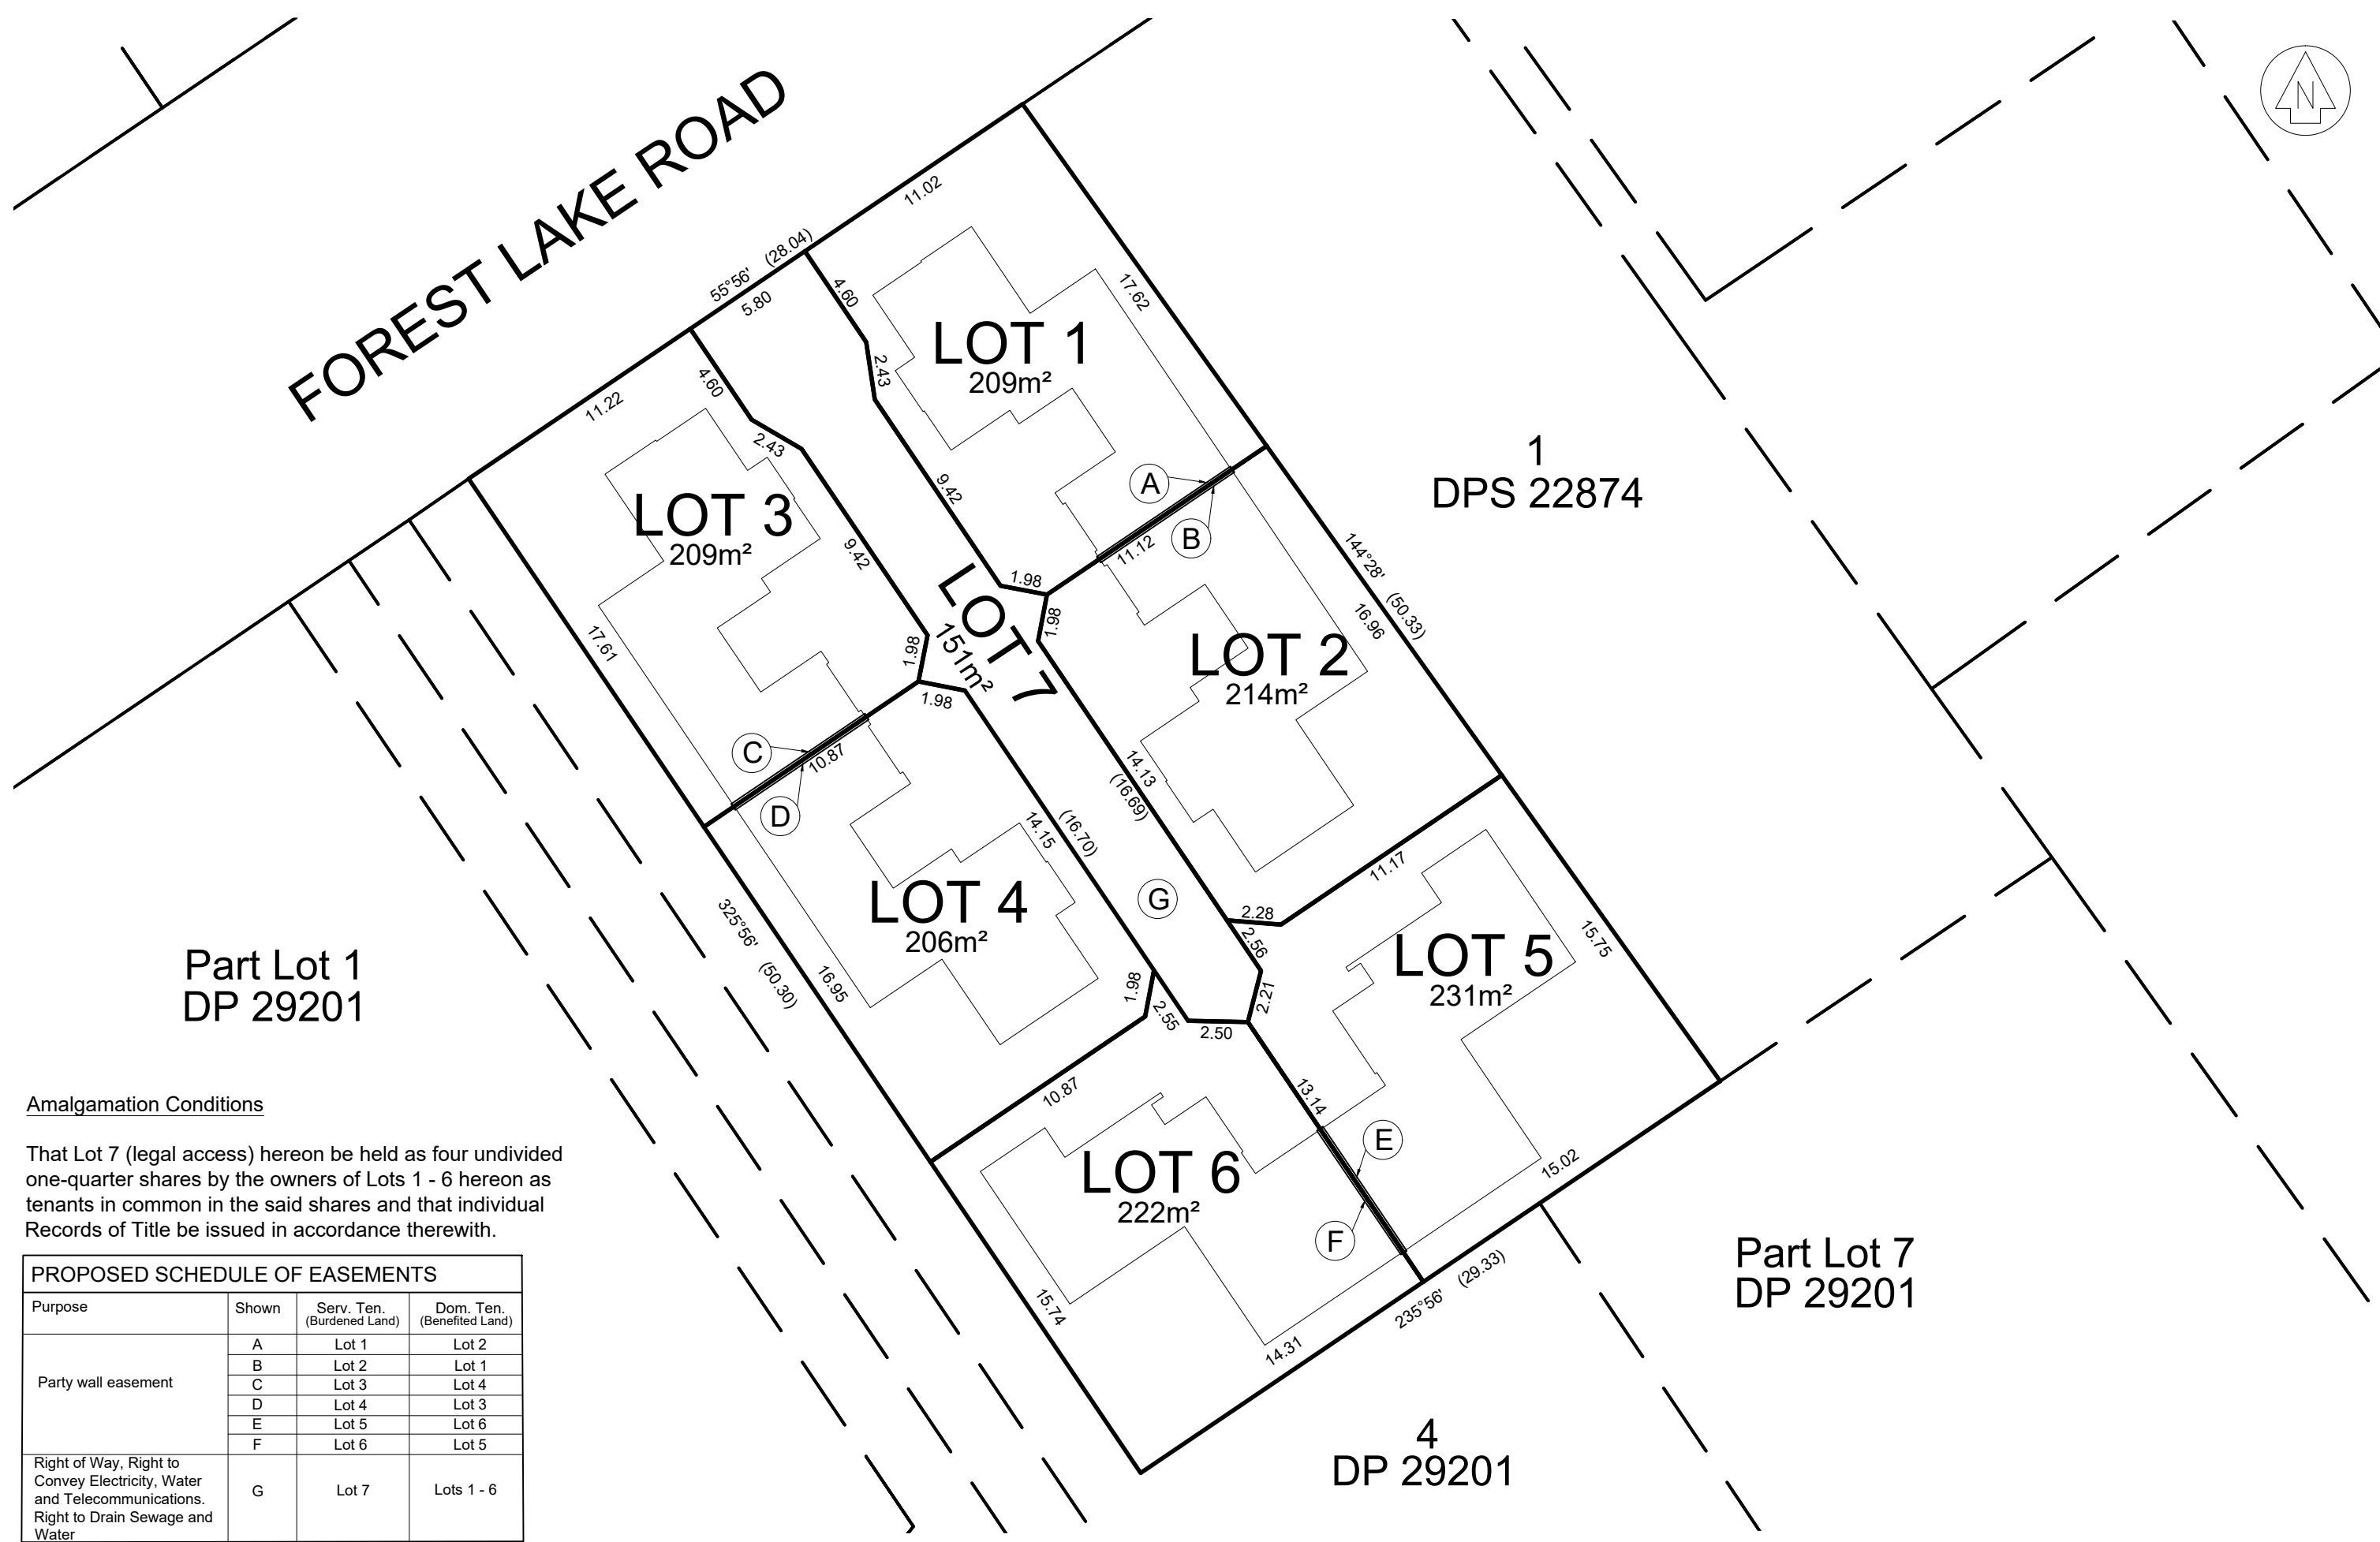 N
FOREST LAKE ROAD
11.02
55°56' (28.04)
5.80
11.22
4.60
2.43
9.42
1.98
17.62
LOT 1
209m²
A
B
11.12
4.60
2.43
9.42
1.98
1.98
17.61
LOT 3
209m²
C
D
10.87
LOT 7
151m²
1.98
LOT 2
214m²
16.96
144°28' (50.33)
14.13
(16.69)
11.17
2.28
2.56
1
DPS 22874
LOT 4
206m²
14.15
(16.70)
G
325°56' (50.30)
16.95
1.98
2.55
2.50
2.21
10.87
LOT 5
231m²
15.75
13.14
E
F
15.02
LOT 6
222m²
15.74
14.31
235°56' (29.33)
Part Lot 1
DP 29201
Part Lot 7
DP 29201
4
DP 29201
Amalgamation Conditions
That Lot 7 (legal access) hereon be held as four undivided
one-quarter shares by the owners of Lots 1 - 6 hereon as
tenants in common in the said shares and that individual
Records of Title be issued in accordance therewith.
PROPOSED SCHEDULE OF EASEMENTS
Purpose Shown Serv. Ten. (Burdened Land) Dom. Ten. (Benefited Land)
Party wall easement
A Lot 1 Lot 2
B Lot 2 Lot 1
C Lot 3 Lot 4
D Lot 4 Lot 3
E Lot 5 Lot 6
F Lot 6 Lot 5
Right of Way, Right to
Convey Electricity, Water
and Telecommunications.
Right to Drain Sewage and
Water
G Lot 7 Lots 1 - 6